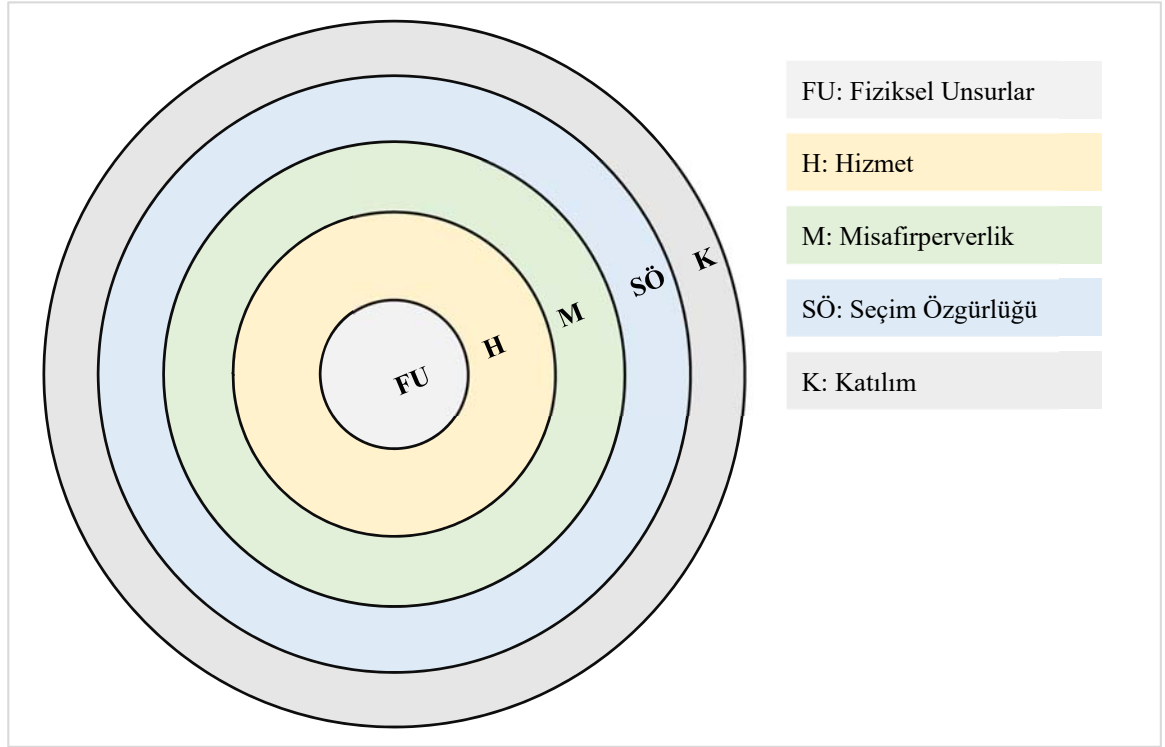 FU: Fiziksel Unsurlar
H: Hizmet
M: Misafirperverlik
SÖ: Seçim Özgürlüğü
K: Katılım
FU
H
M
SÖ
K